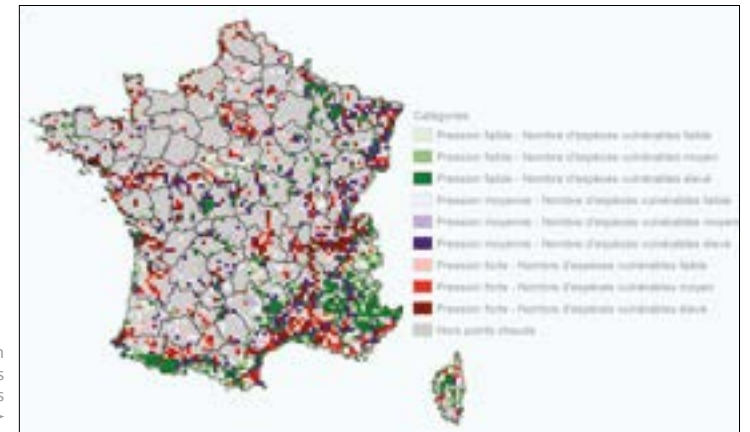 Catégories
Pression faible - Nombre d'espèces vulnérables faible
Pression faible - Nombre d'espèces vulnérables moyen
Pression faible - Nombre d'espèces vulnérables élevé
Pression moyenne - Nombre d'espèces vulnérables faible
Pression moyenne - Nombre d'espèces vulnérables moyen
Pression moyenne - Nombre d'espèces vulnérables élevé
Pression forte - Nombre d'espèces vulnérables faible
Pression forte - Nombre d'espèces vulnérables moyen
Pression forte - Nombre d'espèces vulnérables élevé
Hors points chauds
n
s
s